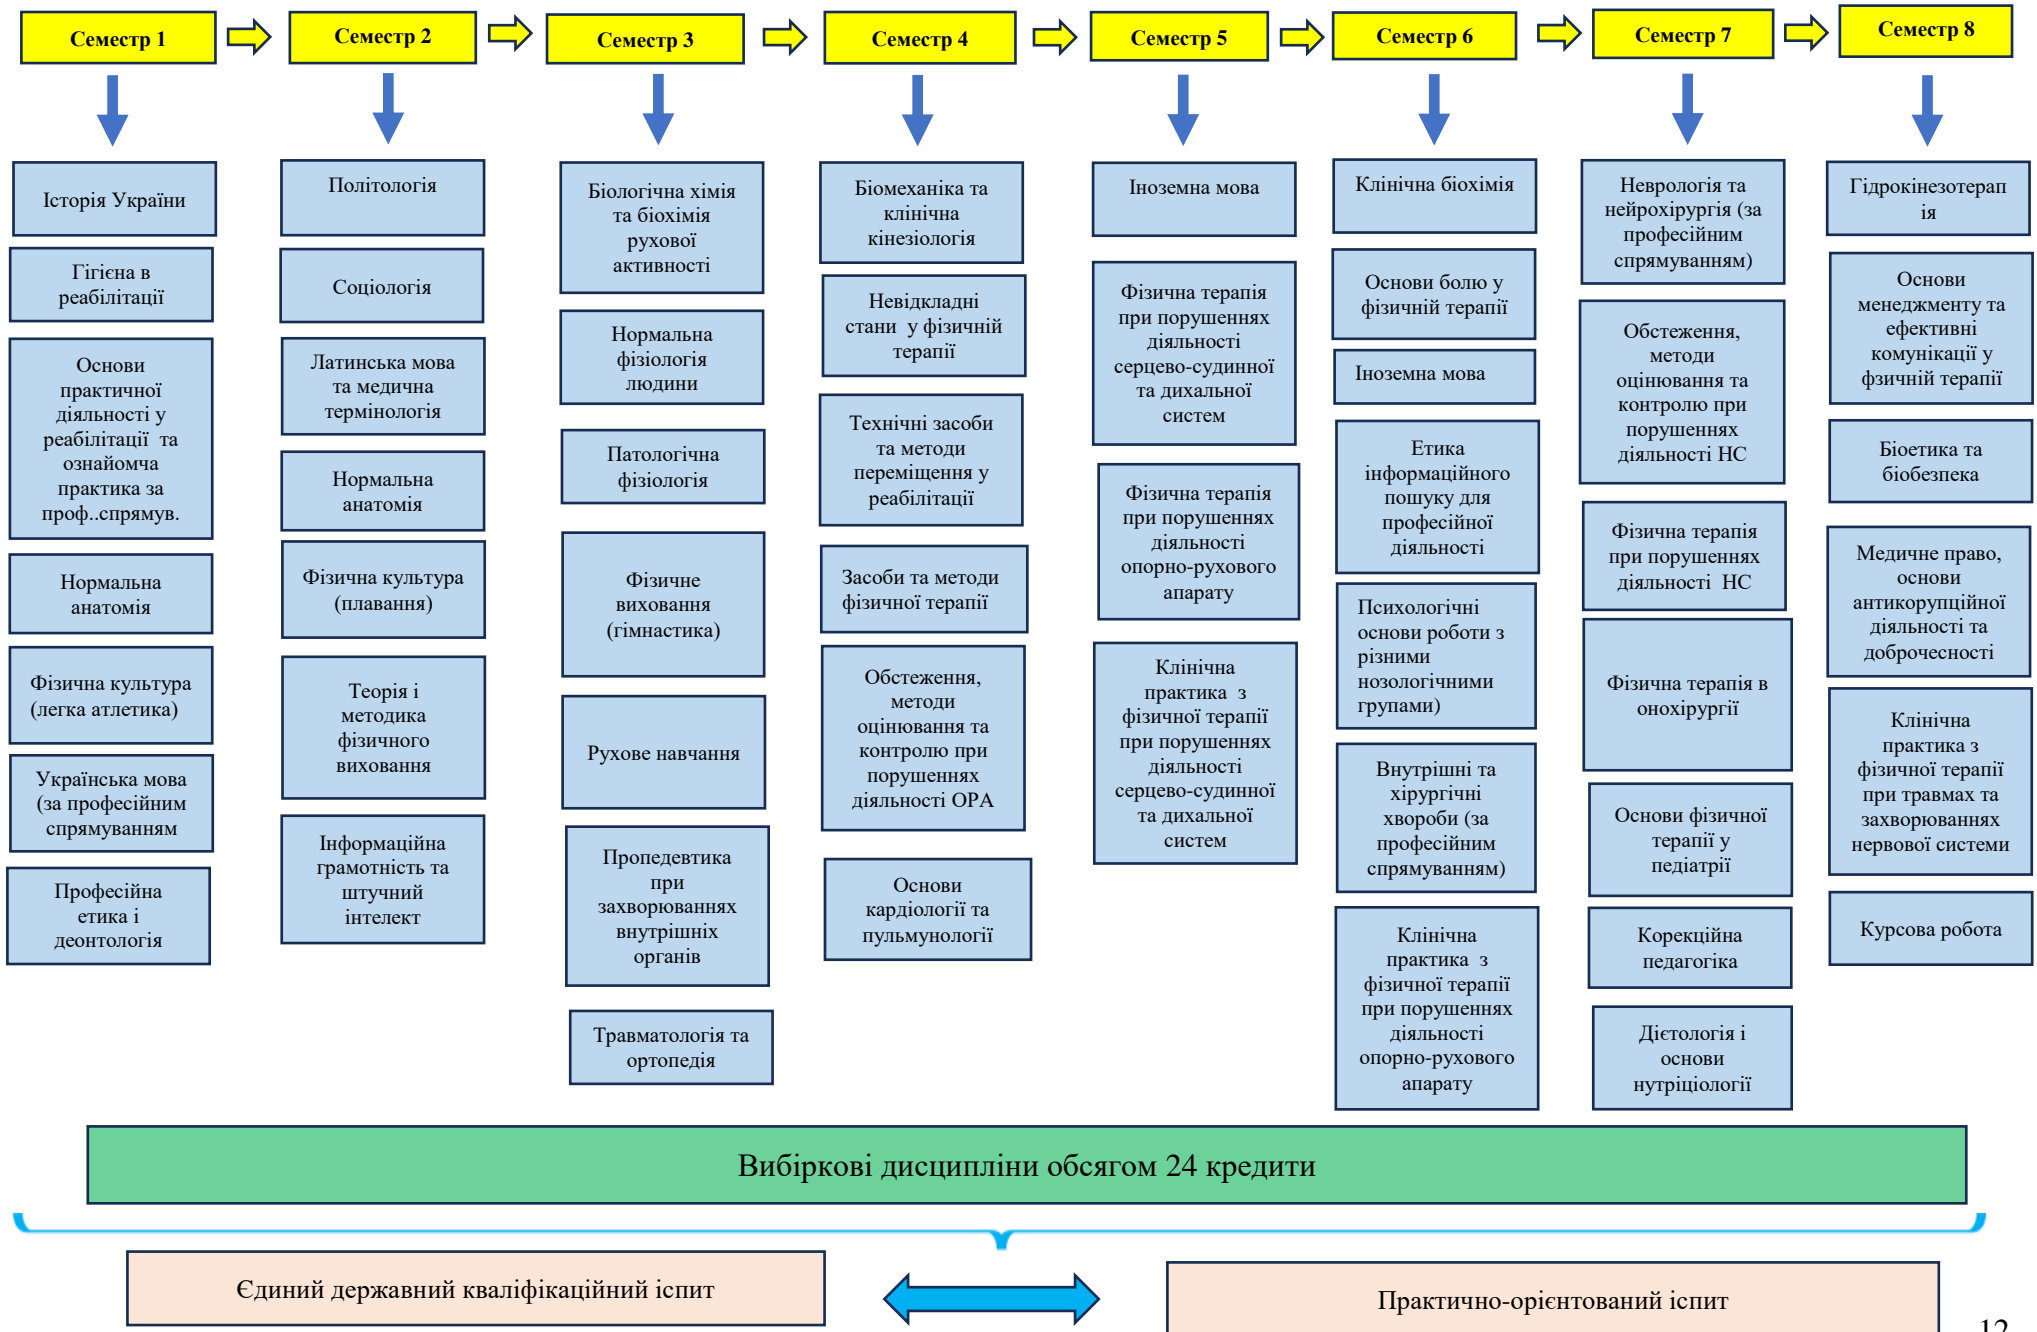 Семестр 1
Семестр 2
Семестр 3
Семестр 4
Семестр 5
Семестр 6
Семестр 7
Семестр 8
Історія України
Гігієна в
реабілітації
Основи
практичної
діяльності у
реабілітації та
ознайомча
практика за
проф..спрямув.
Нормальна
анатомія
Фізична культура
(легка атлетика)
Українська мова
(за професійним
спрямуванням
Професійна
етика і
деонтологія
Політологія
Соціологія
Латинська мова
та медична
термінологія
Нормальна
анатомія
Фізична культура
(плавання)
Теорія і
методика
фізичного
виховання
Інформаційна
грамотність та
штучний
інтелект
Біологічна хімія
та біохімія
рухової
активності
Нормальна
фізіологія
людини
Патологічна
фізіологія
Фізичне
виховання
(гімнастика)
Рухове навчання
Пропедевтика
при
захворюваннях
внутрішніх
органів
Травматологія та
ортопедія
Біомеханіка та
клінічна
кінезіологія
Невідкладні
стани у фізичній
терапії
Технічні засоби
та методи
переміщення у
реабілітації
Засоби та методи
фізичної терапії
Обстеження,
методи
оцінювання та
контролю при
порушеннях
діяльності ОРА
Основи
кардіології та
пульмунології
Іноземна мова
Фізична терапія
при порушеннях
діяльності
серцево-судинної
та дихальної
систем
Фізична терапія
при порушеннях
діяльності
опорно-рухового
апарату
Клінічна
практика з
фізичної терапії
при порушеннях
діяльності
серцево-судинної
та дихальної
систем
Клінічна біохімія
Основи болю у
фізичній терапії
Іноземна мова
Етика
інформаційного
пошуку для
професійної
діяльності
Психологічні
основи роботи з
різними
нозологічними
групами)
Внутрішні та
хірургічні
хвороби (за
професійним
спрямуванням)
Клінічна
практика з
фізичної терапії
при порушеннях
діяльності
опорно-рухового
апарату
Неврологія та
нейрохірургія (за
професійним
спрямуванням)
Обстеження,
методи
оцінювання та
контролю при
порушеннях
діяльності НС
Фізична терапія
при порушеннях
діяльності НС
Фізична терапія в
онохірургії
Основи фізичної
терапії у
педіатрії
Корекційна
педагогіка
Дієтологія і
основи
нутріціології
Гідрокінезотерап
ія
Основи
менеджменту та
ефективні
комунікації у
фзичній терапії
Біоетика та
біобезпека
Медичне право,
основи
антикорупційної
діяльності та
доброчесності
Клінічна
практика з
фізичної терапії
при травмах та
захворюваннях
нервової системи
Курсова робота
Вибіркові дисципліни обсягом 24 кредити
Єдиний державний кваліфікаційний іспит
Практично-орієнтований іспит
12